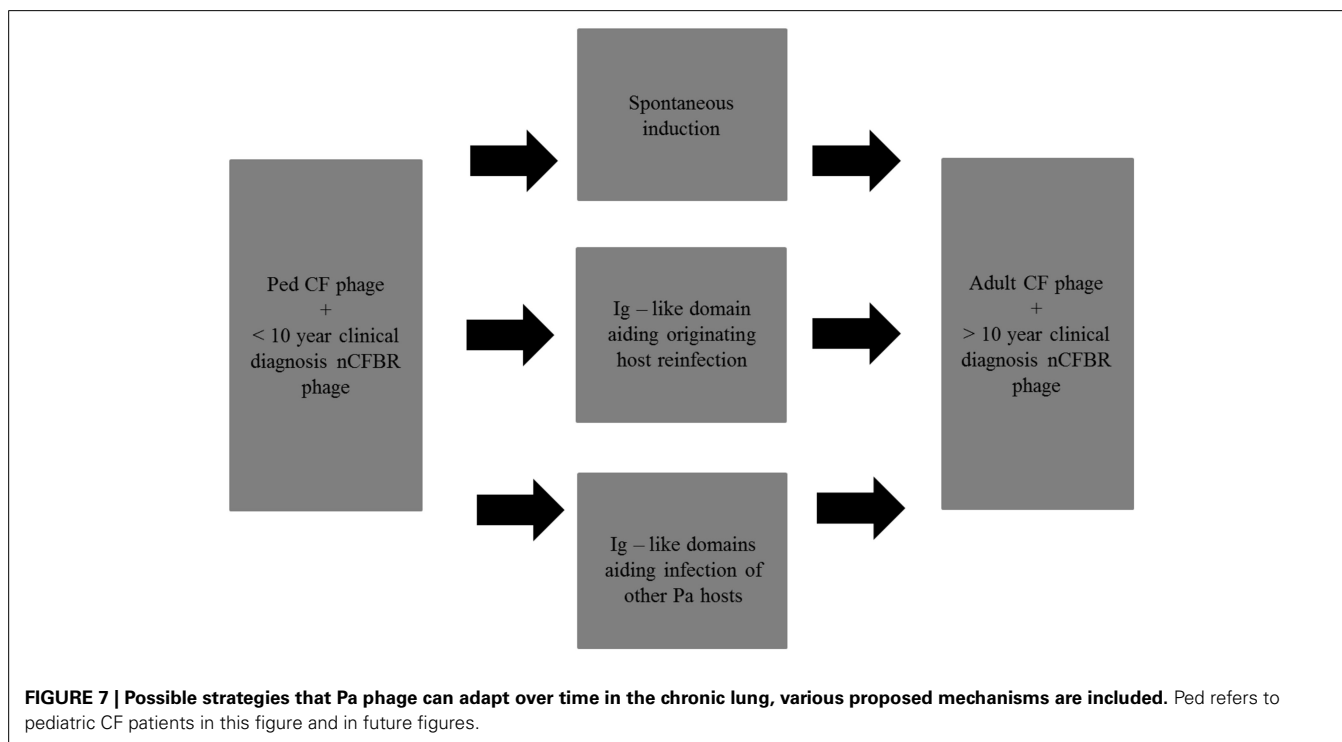 Spontaneous
induction
Ped CF phage
+
< 10 year clinical
diagnosis nCFBR
phage
Ig – like domain
aiding originating
host reinfection
Adult CF phage
+
> 10 year clinical
diagnosis nCFBR
phage
Ig – like domains
aiding infection of
other Pa hosts
FIGURE 7 | Possible strategies that Pa phage can adapt over time in the chronic lung, various proposed mechanisms are included. Ped refers to
pediatric CF patients in this figure and in future figures.